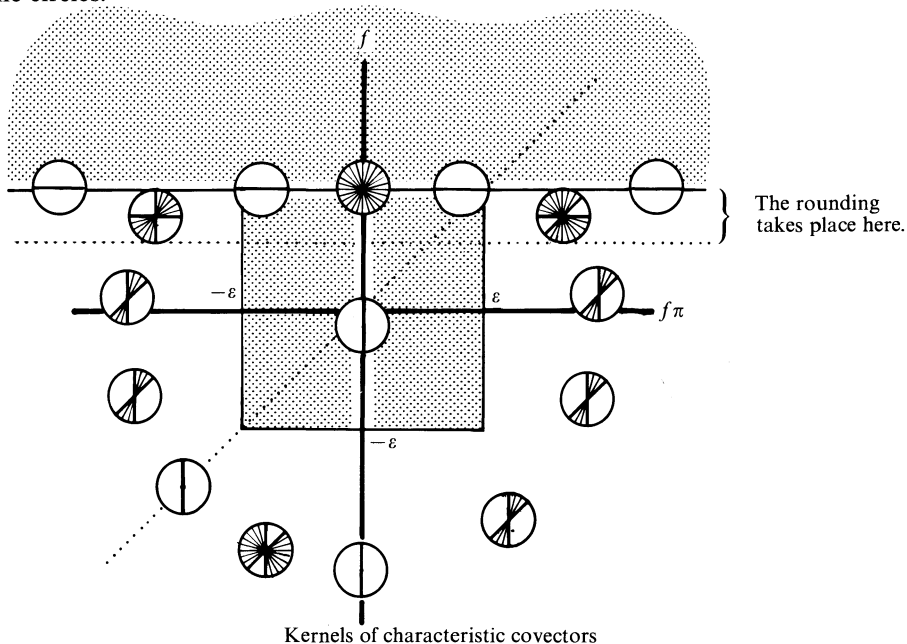 f
The rounding
takes place here.
−ε
ε
fπ
−ε
Kernels of characteristic covectors